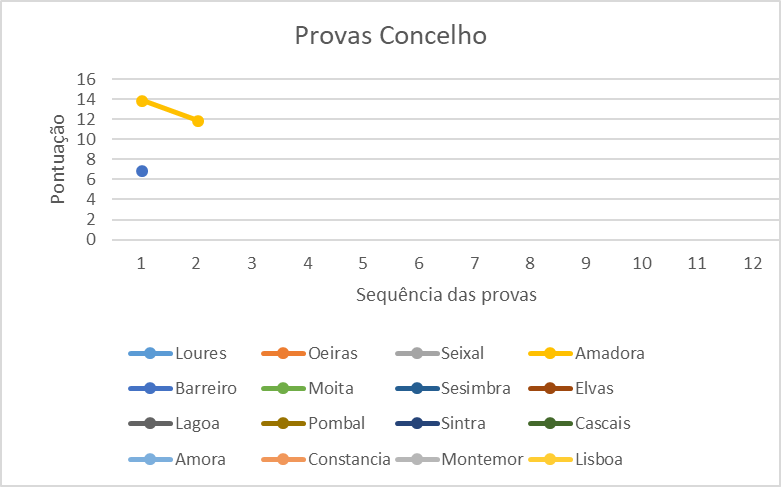 Provas Concelho
16
14
12
10
8
6
4
2
0
Pontuação
1 2 3 4 5 6 7 8 9 10 11 12
Sequência das provas
Loures Oeiras Seixal Amadora
Barreiro Moita Sesimbra Elvas
Lagoa Pombal Sintra Cascais
Amora Constancia Montemor Lisboa